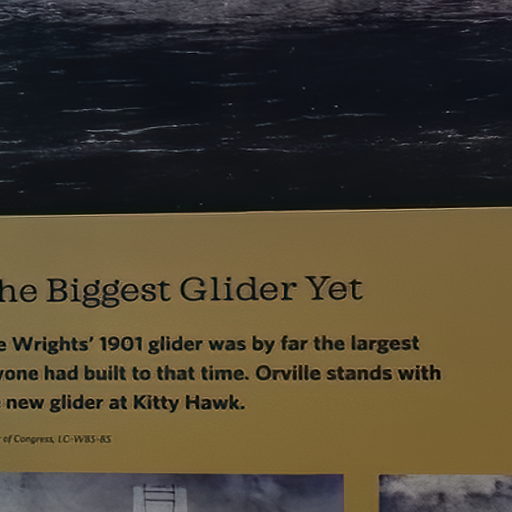 he Biggest Glider Yet
e Wrights' 1901 glider was by far the largest
yone had built to that time. Orville stands with
new glider at Kitty Hawk.
of Congress, LC-W85-85